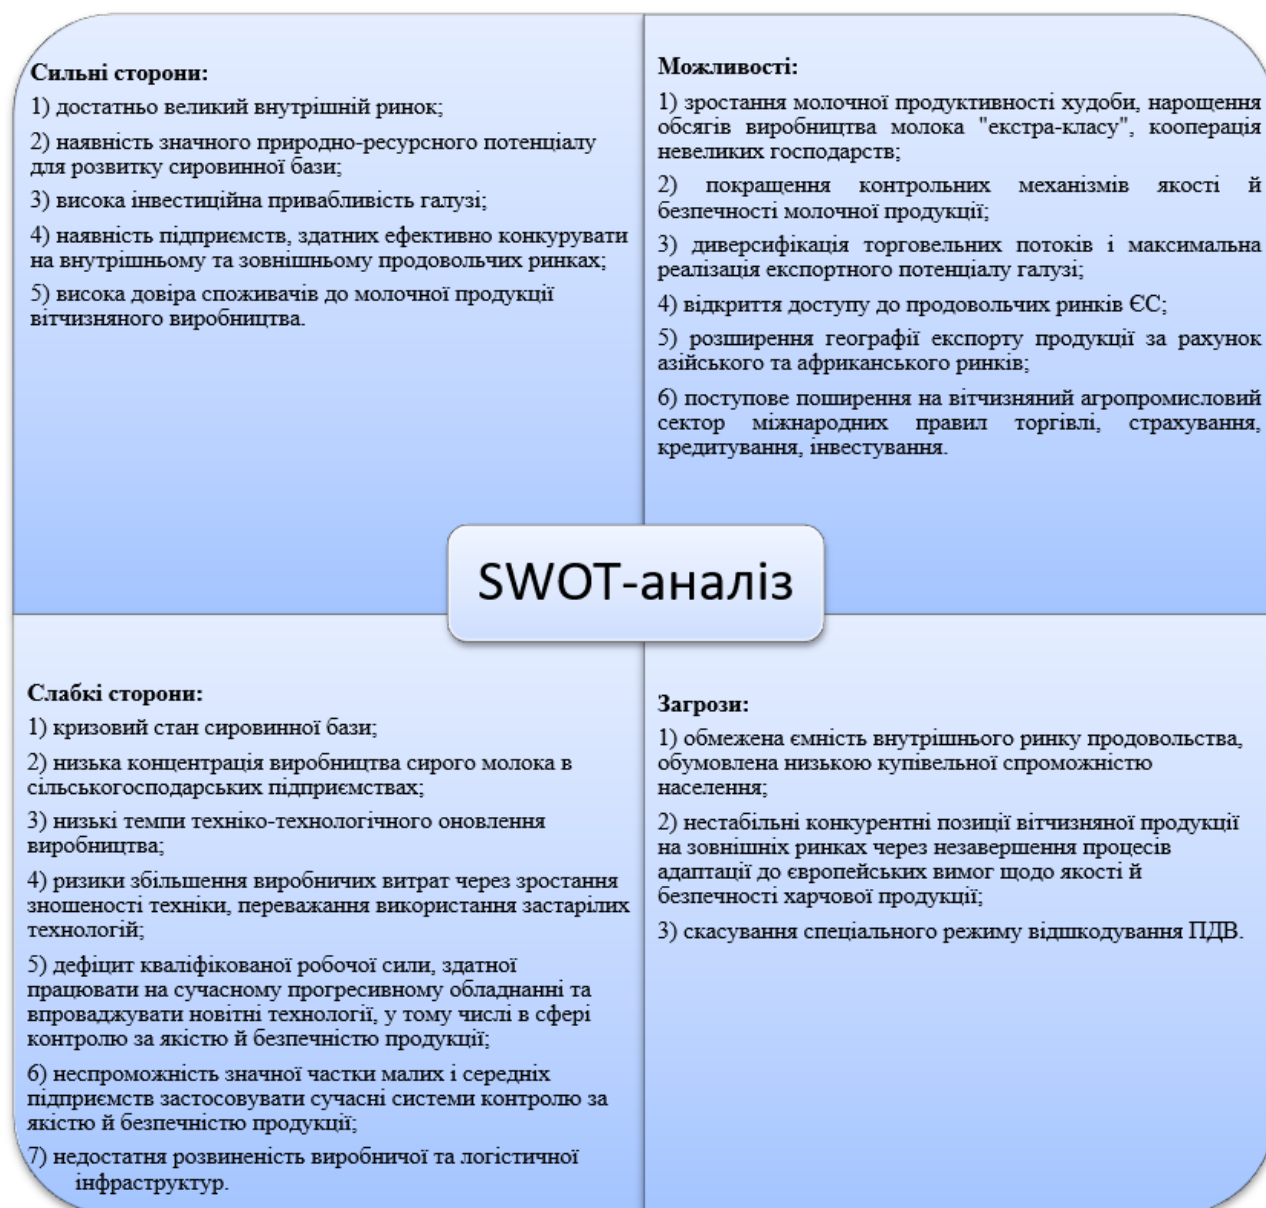 Сильні сторони:
1) достатньо великий внутрішній ринок;
2) наявність значного природно-ресурсного потенціалу
для розвитку сировинної бази;
3) висока інвестиційна привабливість галузі;
4) наявність підприємств, здатних ефективно конкурувати
на внутрішньому та зовнішньому продовольчих ринках;
5) висока довіра споживачів до молочної продукції
вітчизняного виробництва.
Можливості:
1) зростання молочної продуктивності худоби, нарощення
обсягів виробництва молока "екстра-класу", кооперація
невеликих господарств;
2) покращення контрольних механізмів якості й
безпечності молочної продукції;
3) диверсифікація торговельних потоків і максимальна
реалізація експортного потенціалу галузі;
4) відкриття доступу до продовольчих ринків ЄС;
5) розширення географії експорту продукції за рахунок
азійського та африканського ринків;
6) поступове поширення на вітчизняний агропромисловий
сектор міжнародних правил торгівлі, страхування,
кредитування, інвестування.
SWOT-аналіз
Слабкі сторони:
1) кризовий стан сировинної бази;
2) низька концентрація виробництва сирого молока в
сільськогосподарських підприємствах;
3) низькі темпи техніко-технологічного оновлення
виробництва;
4) ризики збільшення виробничих витрат через зростання
зношеності техніки, переважання використання застарілих
технологій;
5) дефіцит кваліфікованої робочої сили, здатної
працювати на сучасному прогресивному обладнанні та
впроваджувати новітні технології, у тому числі в сфері
контролю за якістю й безпечністю продукції;
6) неспроможність значної частки малих і середніх
підприємств застосовувати сучасні системи контролю за
якістю й безпечністю продукції;
7) недостатня розвиненість виробничої та логістичної
інфраструктур.
Загрози:
1) обмежена ємність внутрішнього ринку продовольства,
обумовлена низькою купівельної спроможністю
населення;
2) нестабільні конкурентні позиції вітчизняної продукції
на зовнішніх ринках через незавершення процесів
адаптації до європейських вимог щодо якості й
безпечності харчової продукції;
3) скасування спеціального режиму відшкодування ПДВ.